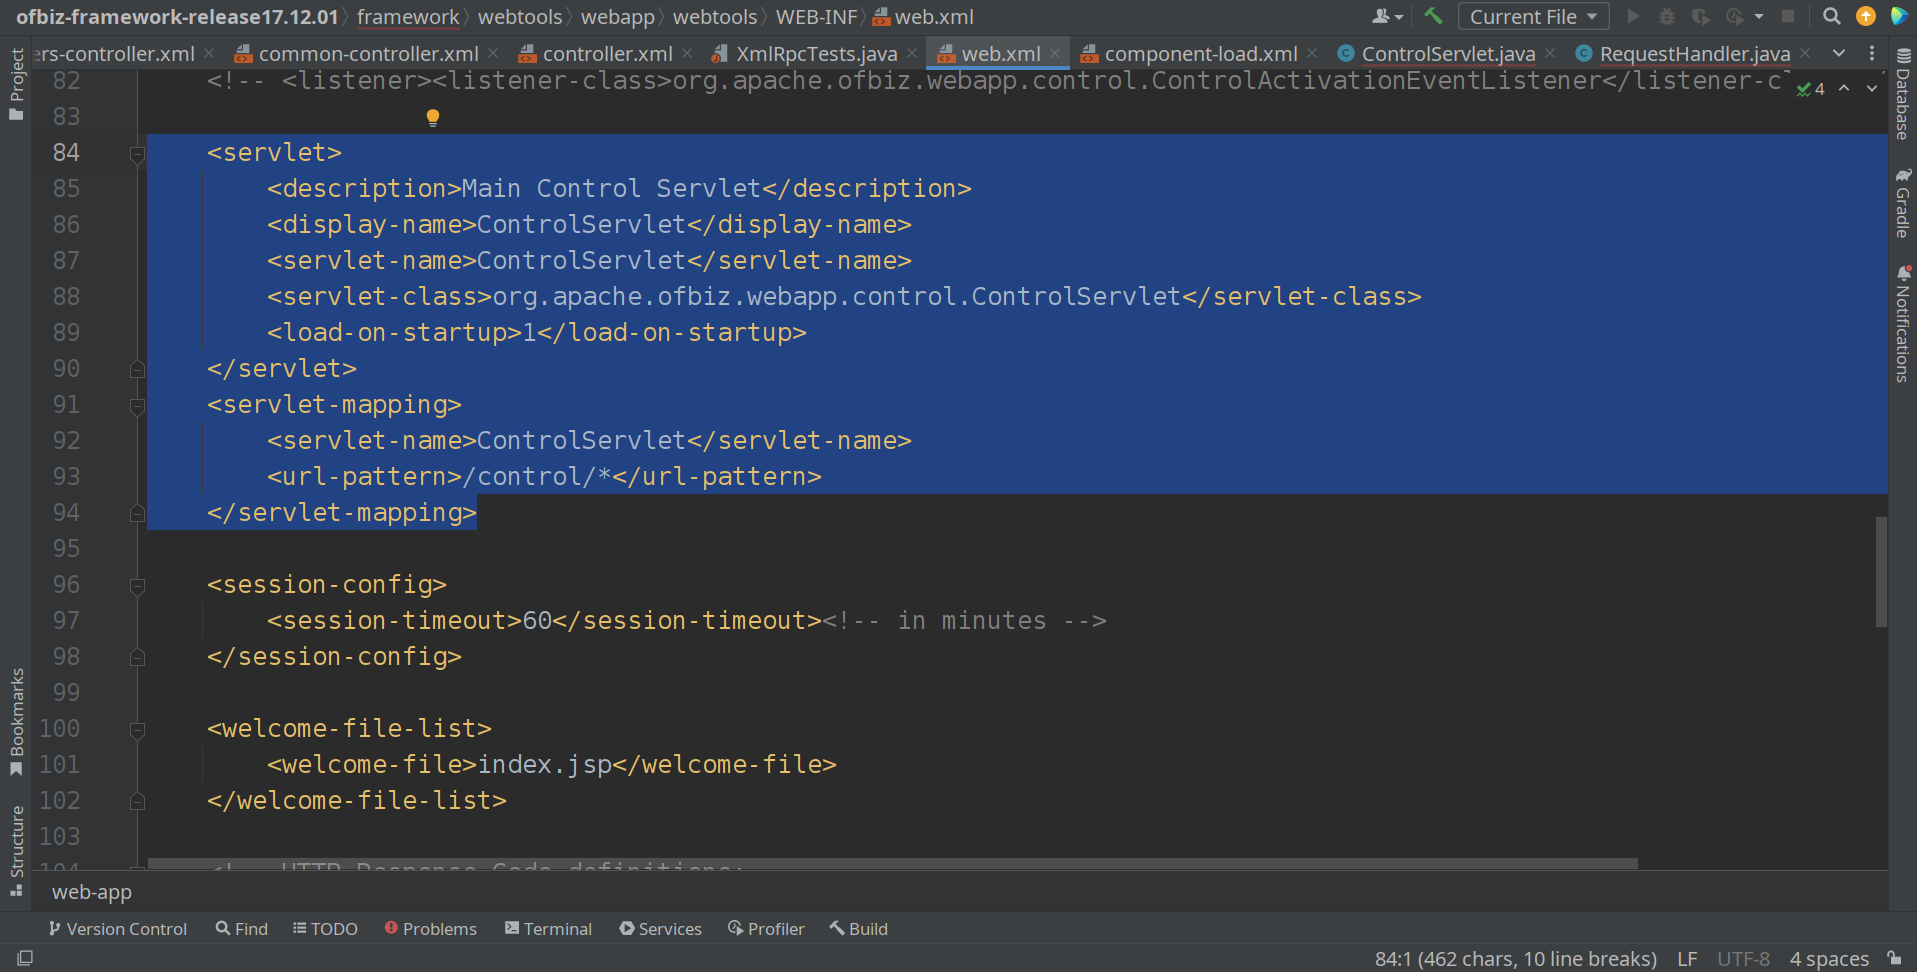 ofbiz-framework-release17.12.01 〉 framework 〉 webtools 〉 webapp 〉 webtools 〉 WEB-INF 〉 web.xml
Current File
ers-controller.xml
common-controller.xml
controller.xml
XmlRpcTests.java
web.xml
component-load.xml
ControlServlet.java
RequestHandler.java
Project
Bookmarks
Structure
82 <!-- <listener><listener-class>org.apache.ofbiz.webapp.control.ControlActivationEventListener</listener-c
4
83
84 <servlet>
85 <description>Main Control Servlet</description>
86 <display-name>ControlServlet</display-name>
87 <servlet-name>ControlServlet</servlet-name>
88 <servlet-class>org.apache.ofbiz.webapp.control.ControlServlet</servlet-class>
89 <load-on-startup>1</load-on-startup>
90 </servlet>
91 <servlet-mapping>
92 <servlet-name>ControlServlet</servlet-name>
93 <url-pattern>/control/*</url-pattern>
94 </servlet-mapping>
95
96 <session-config>
97 <session-timeout>60</session-timeout><!-- in minutes -->
98 </session-config>
99
100 <welcome-file-list>
101 <welcome-file>index.jsp</welcome-file>
102 </welcome-file-list>
103
104 <!-- HTTP Response Code definitions:
Database
Gradle
Notifications
web-app
Version Control
Find
TODO
Problems
Terminal
Services
Profiler
Build
84:1 (462 chars, 10 line breaks)
LF
UTF-8
4 spaces